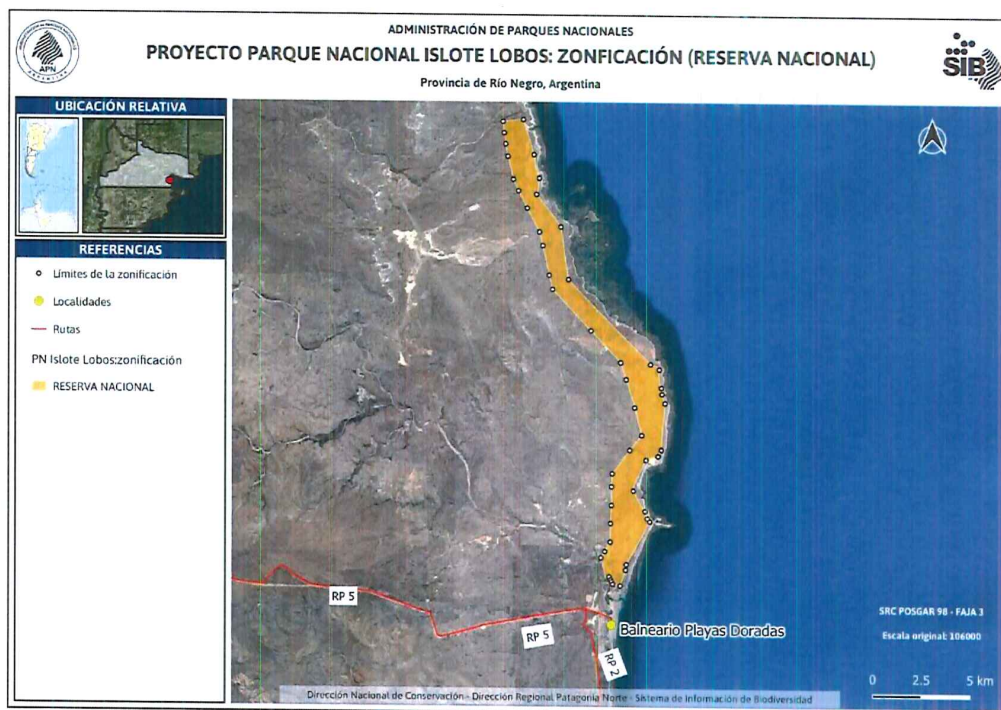 ADMINISTRACIÓN DE PARQUES NACIONALES
PROYECTO PARQUE NACIONAL ISLOTE LOBOS: ZONFICACIÓN (RESERVA NACIONAL)
Provincia de Río Negro, Argentina
APN
SIB
UBICACIÓN RELATIVA
REFERENCIAS
Límites de la zonificación
Localidades
Rutas
PN Islote Lobos:zonificación
RESERVA NACIONAL
RP 5
RP 5
RP 2
Balneario Playas Doradas
SRC POSGAR 98 - FAJA 3
Escala original: 106000
0 2.5 5 km
Dirección Nacional de Conservación - Dirección Regional Patagonia Norte - Sistema de Información de Biodiversidad